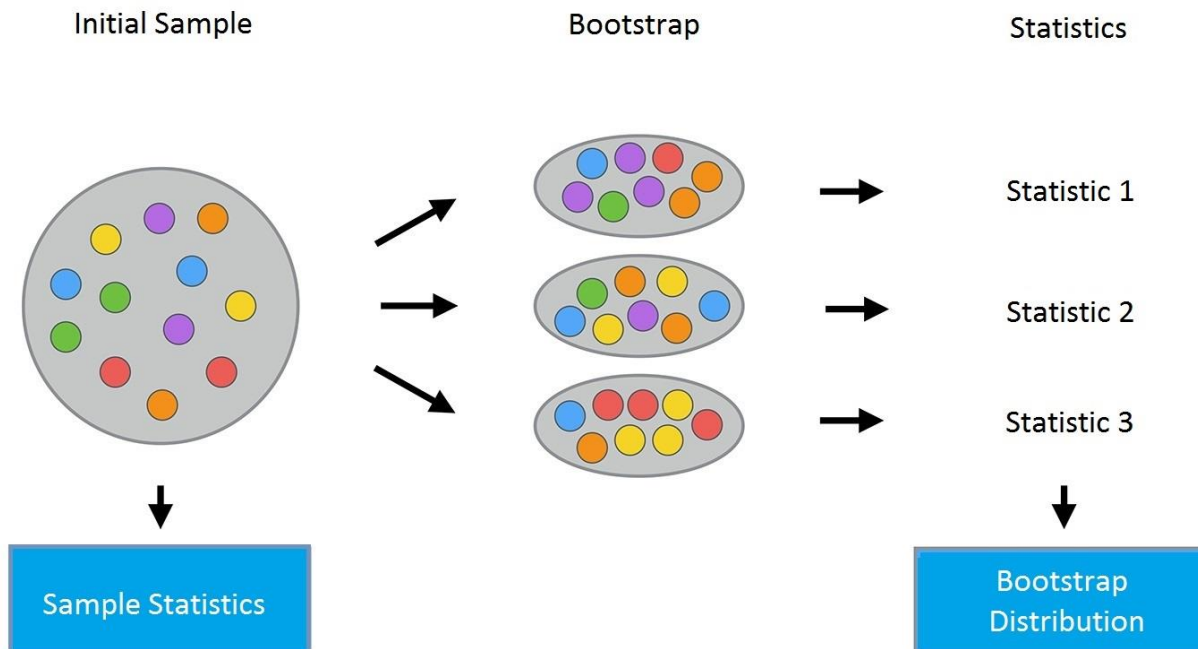 Initial Sample
Bootstrap
Statistics
Statistic 1
Statistic 2
Statistic 3
Sample Statistics
Bootstrap
Distribution